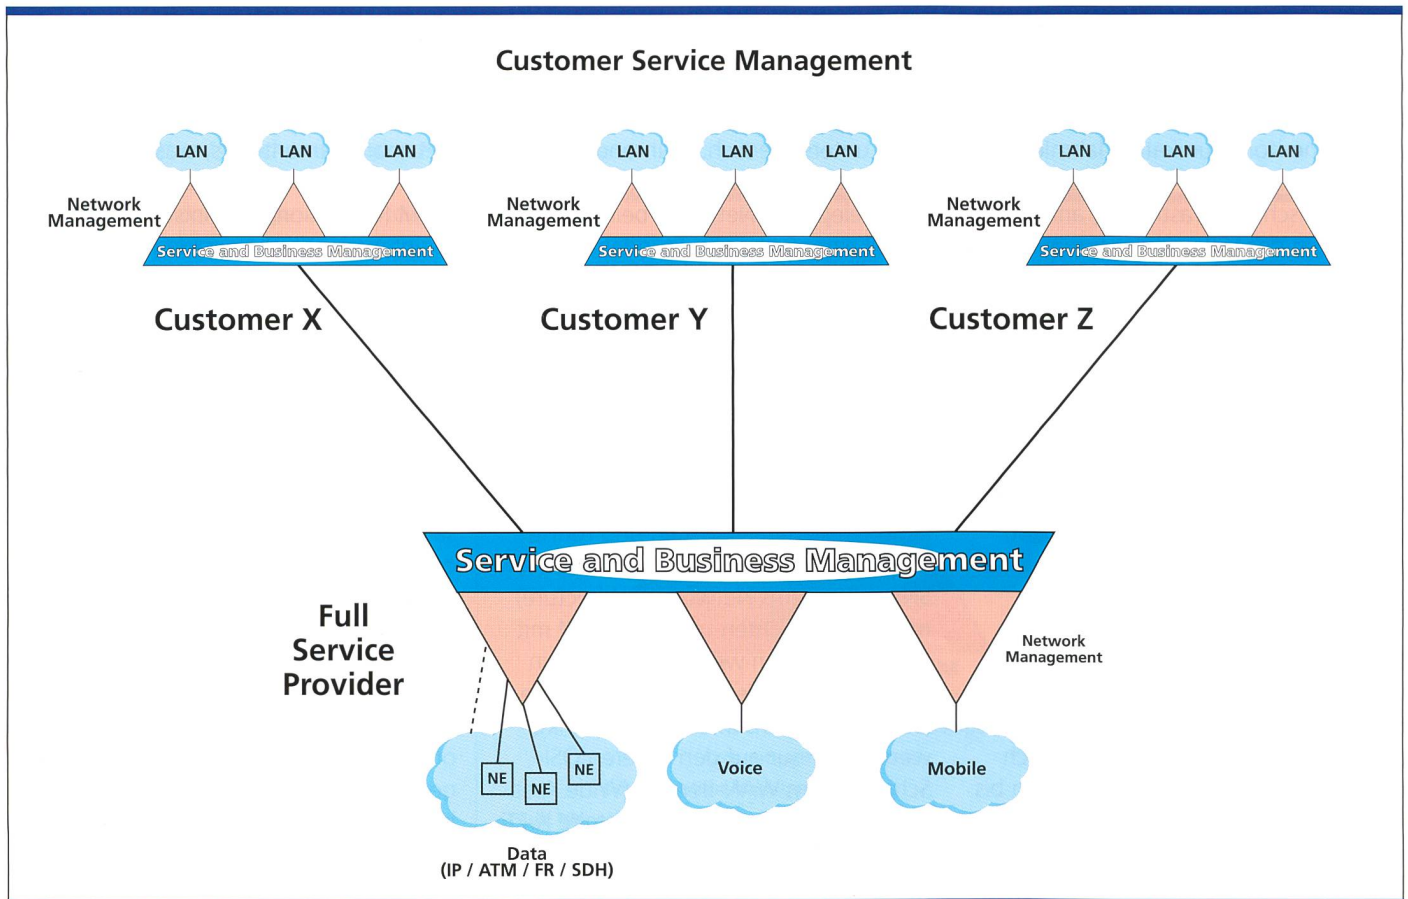 Customer Service Management
LAN
LAN
LAN
LAN
LAN
LAN
LAN
LAN
LAN
Network
Management
Network
Management
Network
Management
Service and Business Management
Service and Business Management
Service and Business Management
Customer X
Customer Y
Customer Z
Service and Business Management
Full
Service
Provider
Network
Management
NE
NE
NE
Voice
Mobile
Data
(IP / ATM / FR / SDH)